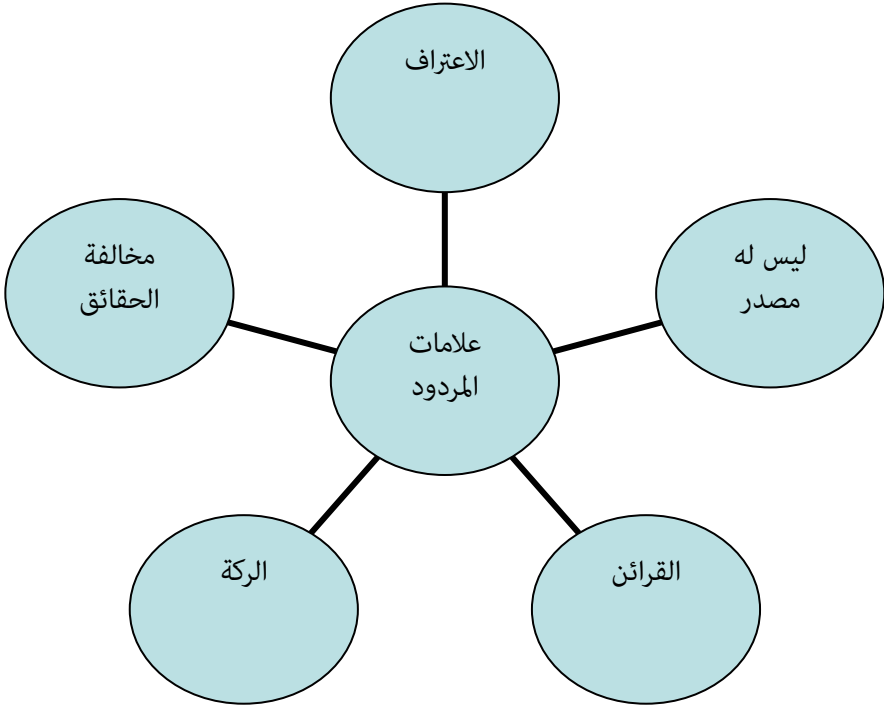 الاعتراف
ليس له
مصدر
مخالفة
الحقائق
علامات
المردود
القرائن
الركة